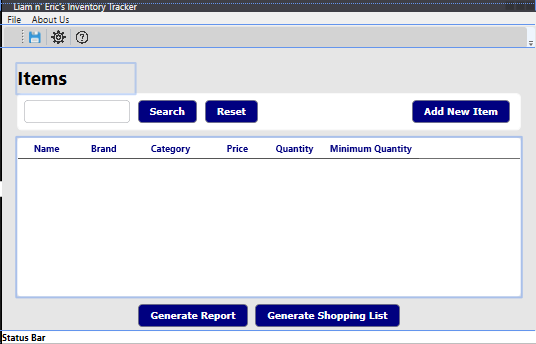 Liam n' Eric's Inventory Tracker
File About Us
Items
Search Reset Add New Item
Name Brand Category Price Quantity Minimum Quantity
Generate Report Generate Shopping List
Status Bar